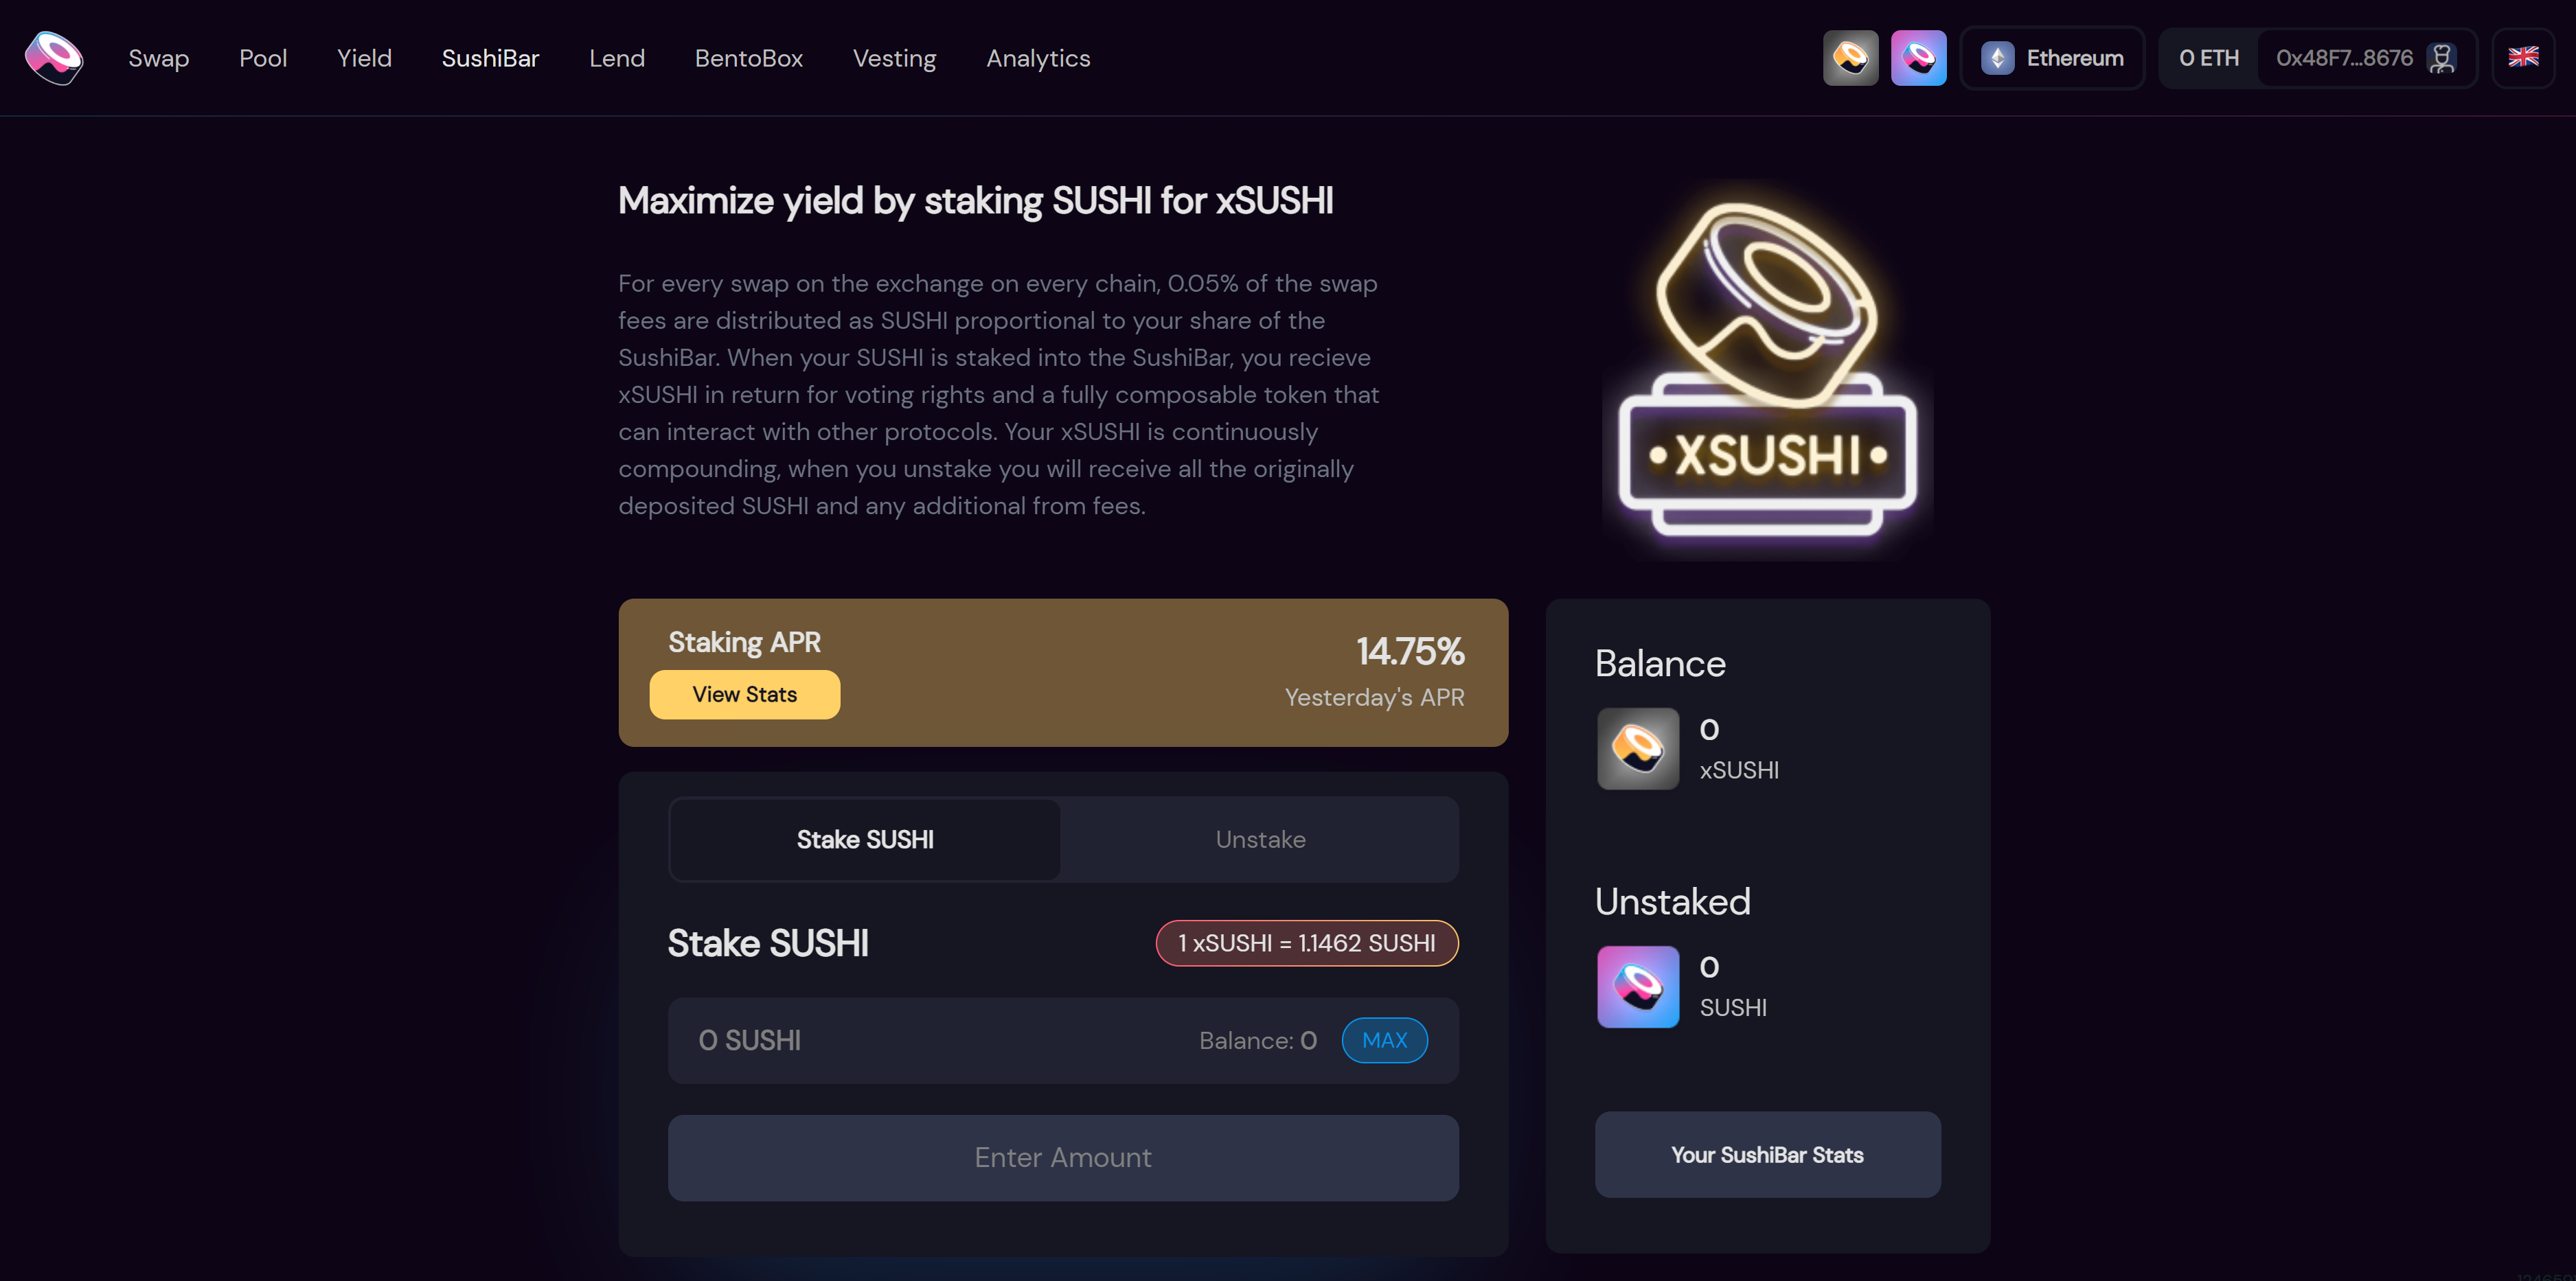 Swap Pool Yield SushiBar Lend BentoBox Vesting Analytics
Ethereum
0 ETH 0x48F7...8676
Maximize yield by staking SUSHI for xSUSHI
For every swap on the exchange on every chain, 0.05% of the swap
fees are distributed as SUSHI proportional to your share of the
SushiBar. When your SUSHI is staked into the SushiBar, you recieve
xSUSHI in return for voting rights and a fully composable token that
can interact with other protocols. Your xSUSHI is continuously
compounding, when you unstake you will receive all the originally
deposited SUSHI and any additional from fees.
• XSUSHI •
Staking APR
View Stats
14.75%
Yesterday's APR
Stake SUSHI
Unstake
Stake SUSHI
1 xSUSHI = 1.1462 SUSHI
0 SUSHI
Balance: 0
MAX
Enter Amount
Balance
0
xSUSHI
Unstaked
0
SUSHI
Your SushiBar Stats